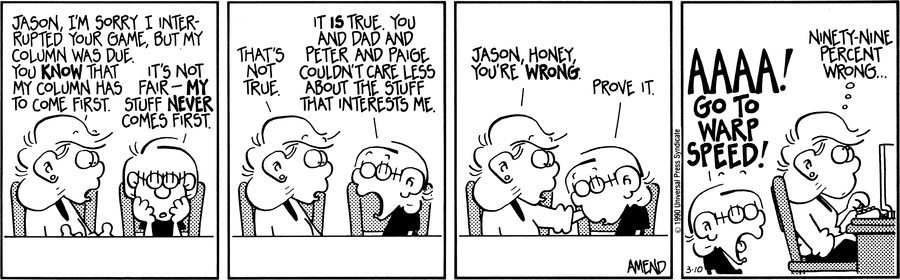 JASON, I'M SORRY I INTER-
RUPTED YOUR GAME, BUT MY
COLUMN WAS DUE.
YOU KNOW THAT
MY COLUMN HAS
TO COME FIRST.
IT'S NOT
FAIR — MY
STUFF NEVER
COMES FIRST.
THAT'S
NOT
TRUE.
IT IS TRUE. YOU
AND DAD AND
PETER AND PAIGE
COULDN'T CARE LESS
ABOUT THE STUFF
THAT INTERESTS ME.
JASON, HONEY,
YOU'RE WRONG.
PROVE IT.
AMEND
© 1990 Universal Press Syndicate
AAAA!
GO TO
WARP
SPEED!
NINETY-NINE
PERCENT
WRONG...
3-10